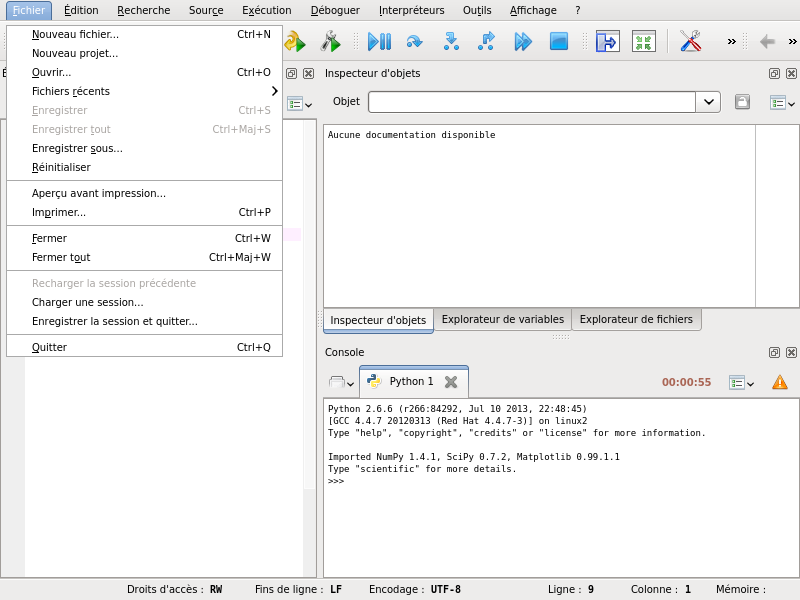 Fichier Édition Recherche Source Exécution Déboguer Interpréteurs Outils Affichage ?
Nouveau fichier... Ctrl+N
Nouveau projet...
Ouvrir... Ctrl+O
Fichiers récents
Enregistrer Ctrl+S
Enregistrer tout Ctrl+Maj+S
Enregistrer sous...
Réinitialiser
Aperçu avant impression...
Imprimer... Ctrl+P
Fermer Ctrl+W
Fermer tout Ctrl+Maj+W
Recharger la session précédente
Charger une session...
Enregistrer la session et quitter...
Quitter Ctrl+Q
Inspecteur d'objets
Objet
Aucune documentation disponible
Inspecteur d'objets Explorateur de variables Explorateur de fichiers
Console
Python 1 00:00:55
Python 2.6.6 (r266:84292, Jul 10 2013, 22:48:45)
[GCC 4.4.7 20120313 (Red Hat 4.4.7-3)] on linux2
Type "help", "copyright", "credits" or "license" for more information.
Imported NumPy 1.4.1, SciPy 0.7.2, Matplotlib 0.99.1.1
Type "scientific" for more details.
>>>
Droits d'accès : RW Fins de ligne : LF Encodage : UTF-8 Ligne : 9 Colonne : 1 Mémoire :